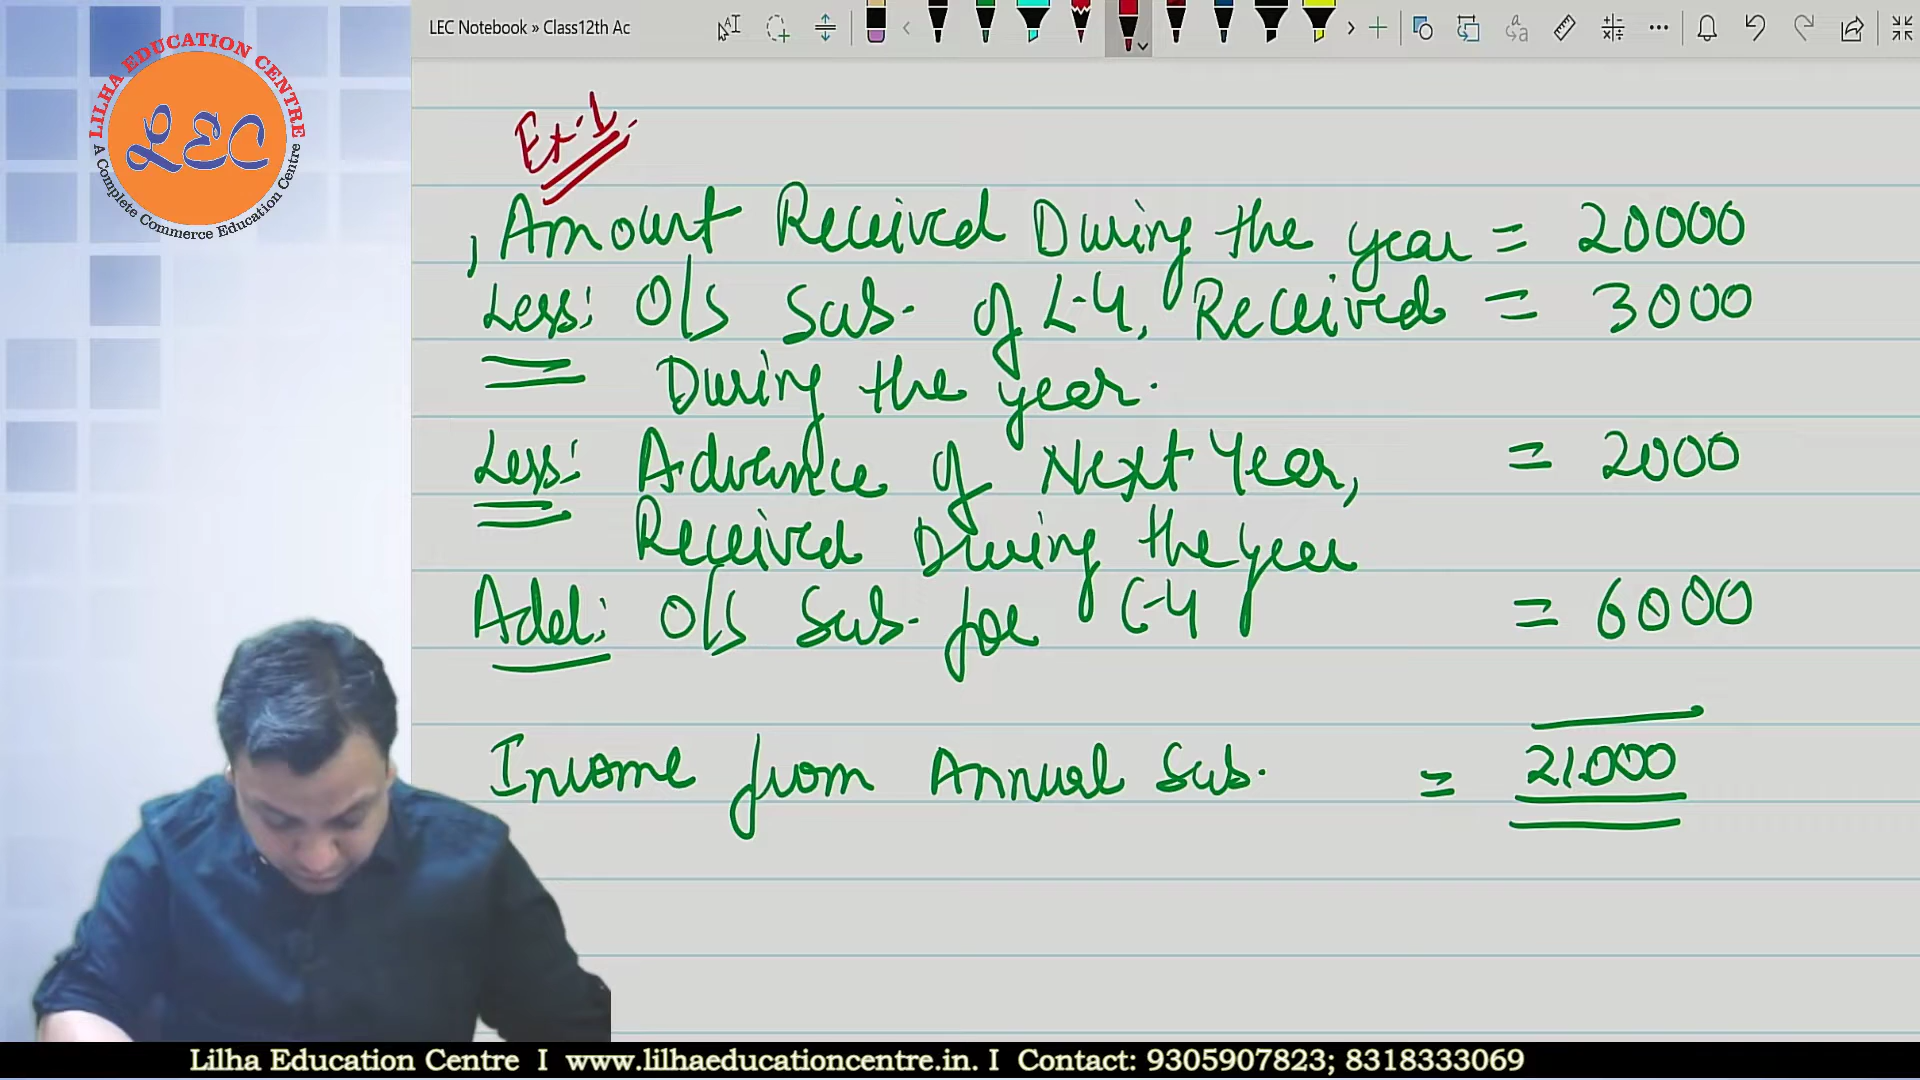 LILHA EDUCATION CENTRE
LEC
A Complete Commerce Education Centre
LEC Notebook » Class12th Ac
Ex:1
, Amount Received During the year = 20000
Less: O/S Sub. of L-Y, Received = 3000
During the year.
Less: Advance of Next Year, = 2000
Received During the year
Add: O/S Sub. for C-Y = 6000
Income from Annual Sub. = 21000
Lilha Education Centre I www.lilhaeducationcentre.in. I Contact: 9305907823; 8318333069